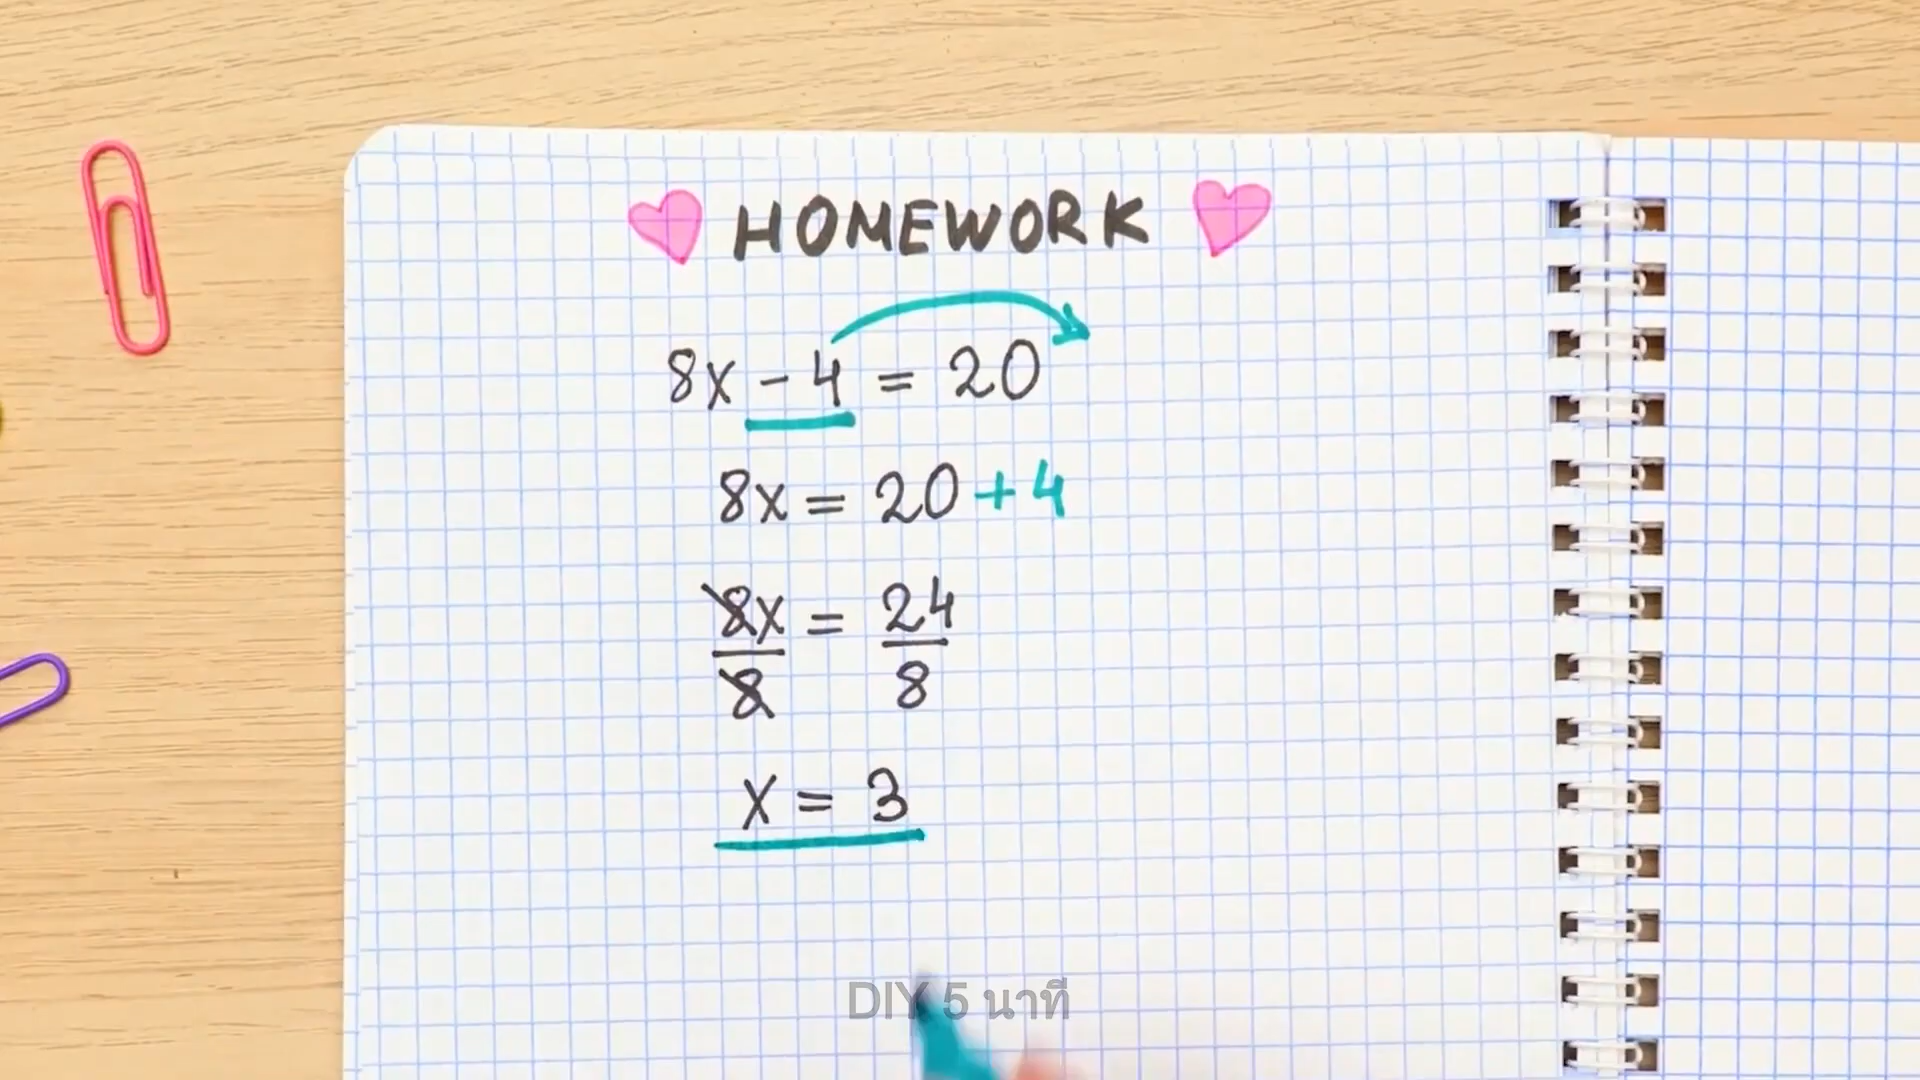 HOMEWORK
8x - 4 = 20
8x = 20 + 4
8x/8 = 24/8
x = 3
DIY 5 นาที